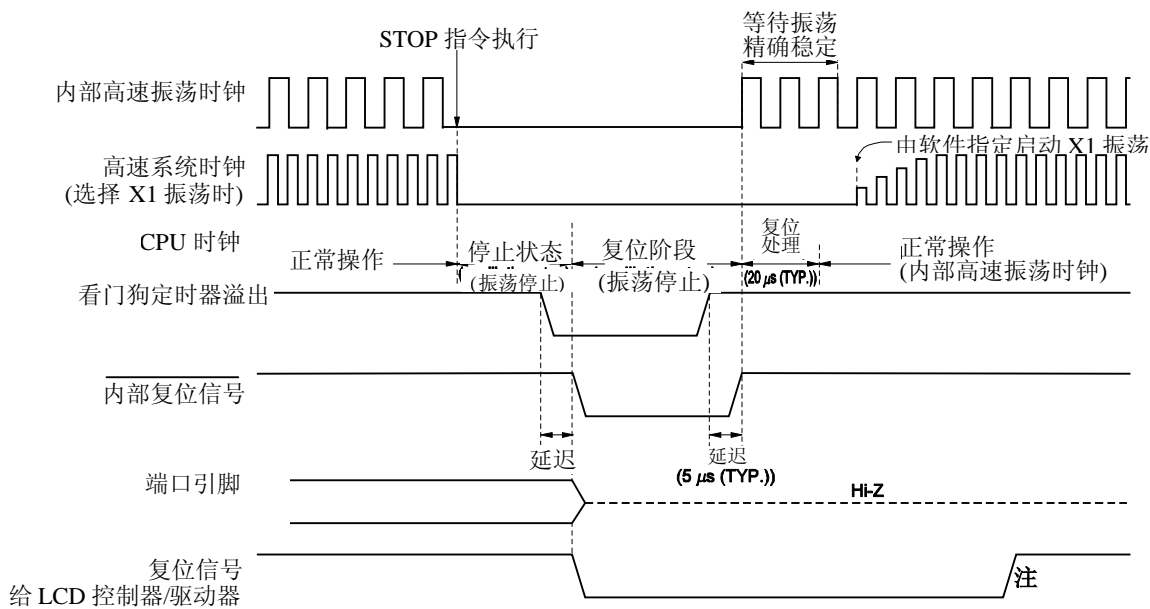 等待振荡
精确稳定
STOP 指令执行
内部高速振荡时钟
由软件指定启动 X1 振荡
高速系统时钟
(选择 X1 振荡时)
CPU 时钟
正常操作
停止状态
(振荡停止)
复位阶段
(振荡停止)
复位
处理
(20 μs (TYP.))
正常操作
(内部高速振荡时钟)
看门狗定时器溢出
内部复位信号
延迟
延迟
(5 μs (TYP.))
端口引脚
Hi-Z
复位信号
给 LCD 控制器/驱动器
注